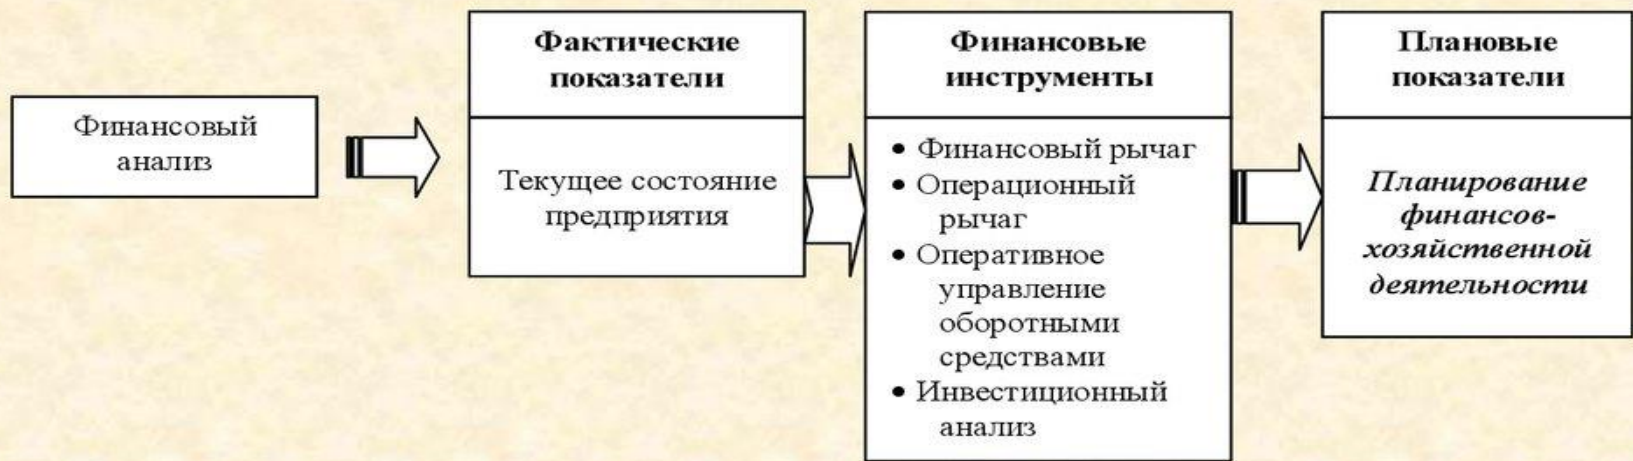 Финансовый
анализ
Фактические
показатели
Текущее состояние
предприятия
Финансовые
инструменты
• Финансовый рычаг
• Операционный
рычаг
• Оперативное
управление
оборотными
средствами
• Инвестиционный
анализ
Плановые
показатели
Планирование
финансов-
хозяйственной
деятельности